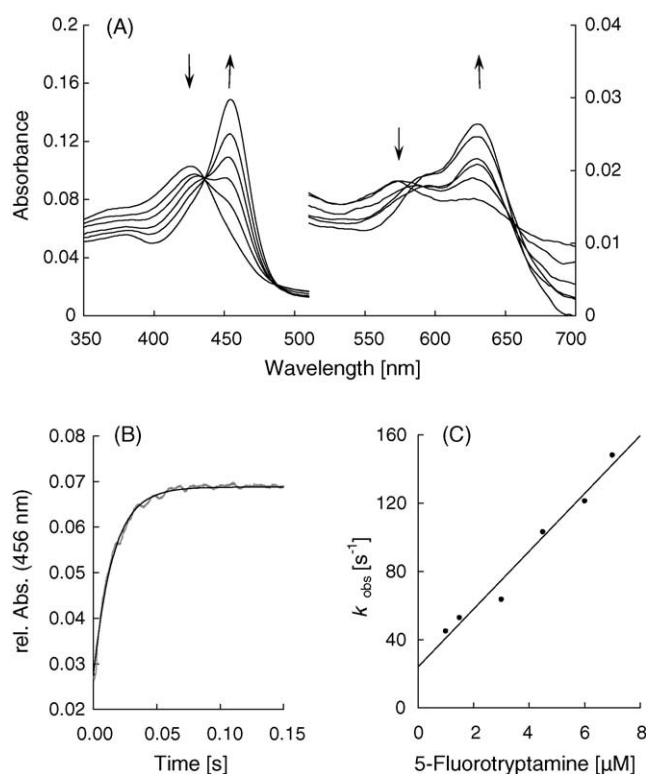 (A)
0.2
0.16
0.12
0.08
0.04
0
Absorbance
0.04
0.03
0.02
0.01
0
350 400 450 500 550 600 650 700
Wavelength [nm]
(B)
0.08
0.07
0.06
0.05
0.04
0.03
0.02
rel. Abs. (456 nm)
0.00 0.05 0.10 0.15
Time [s]
(C)
160
120
80
40
0
k obs [s-1]
0 2 4 6 8
5-Fluorotryptamine [µM]